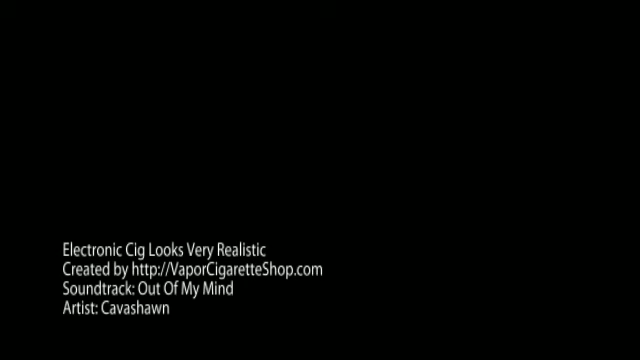 Electronic Cig Looks Very Realistic
Created by http://VaporCigaretteShop.com
Soundtrack: Out Of My Mind
Artist: Cavashawn